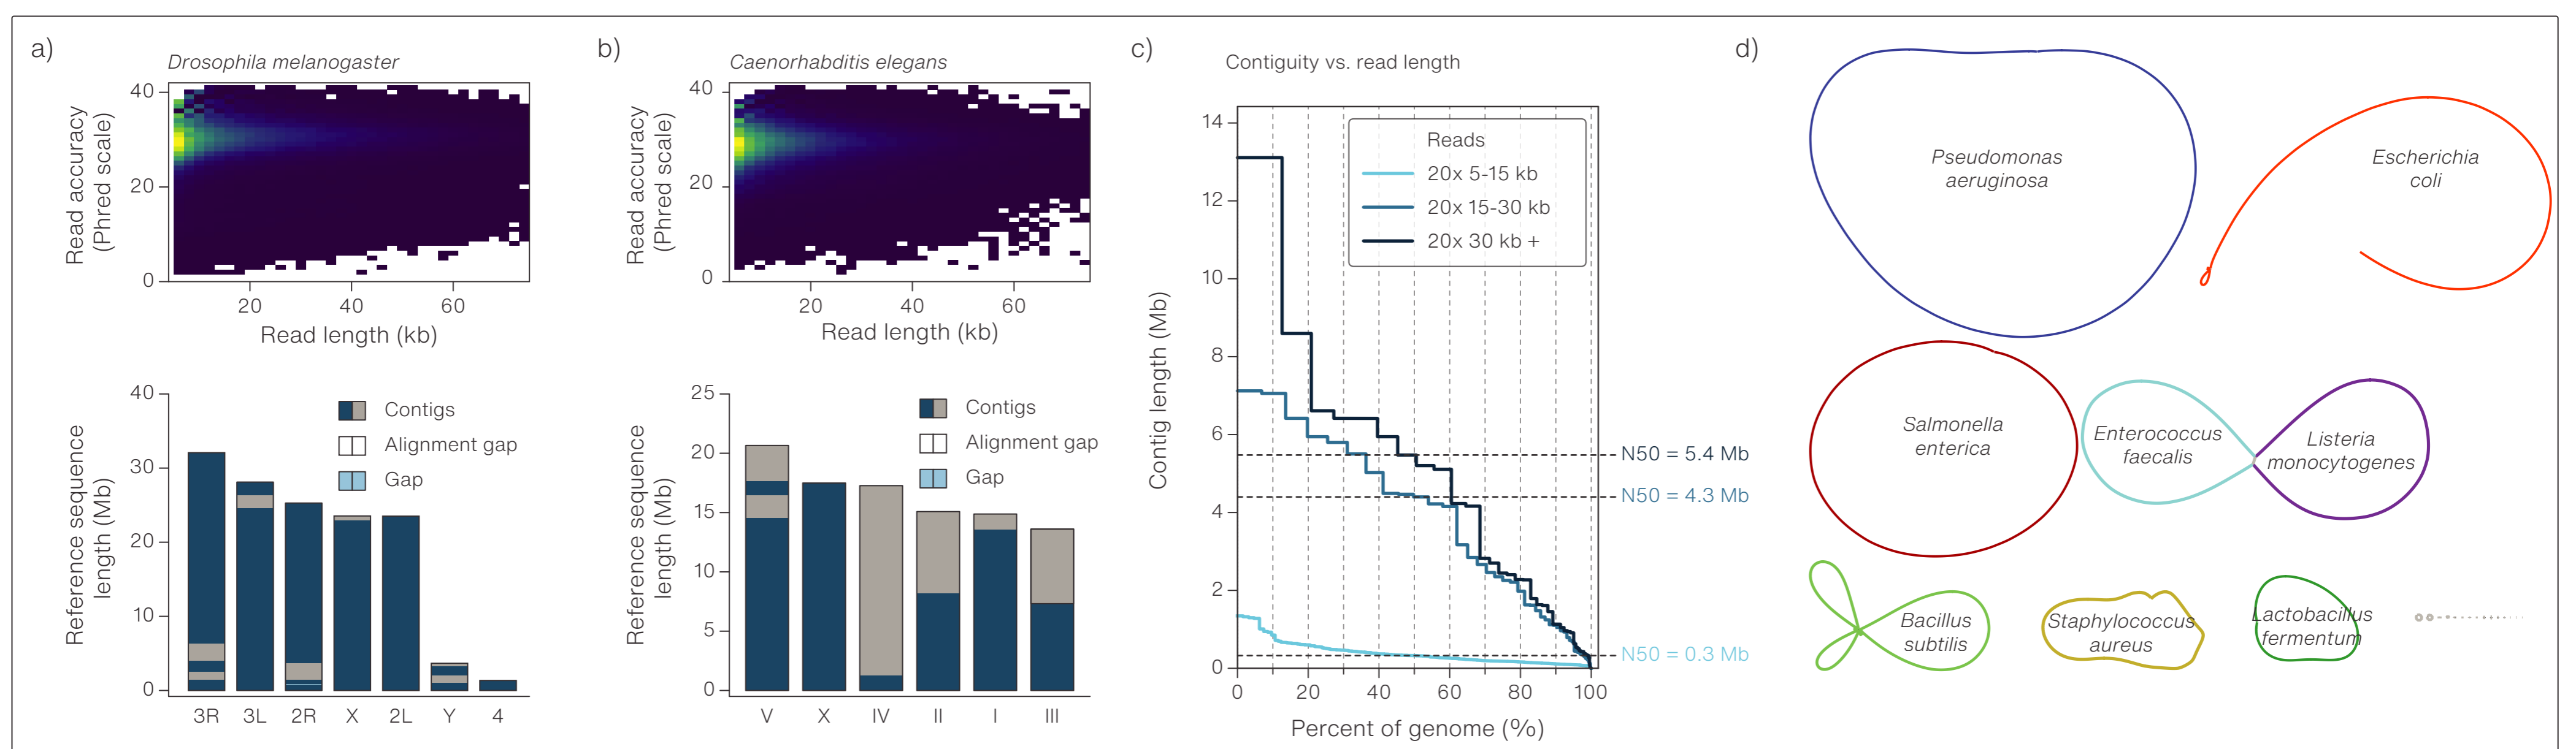 a)
Drosophila melanogaster
Read accuracy
(Phred scale)
40
20
0
20
40
60
Read length (kb)
Reference sequence
length (Mb)
40
30
20
10
0
Contigs
Alignment gap
Gap
3R
3L
2R
X
2L
Y
4
b)
Caenorhabditis elegans
Read accuracy
(Phred scale)
40
20
0
20
40
60
Read length (kb)
Reference sequence
length (Mb)
25
20
15
10
5
0
Contigs
Alignment gap
Gap
V
X
IV
II
I
III
c)
Contiguity vs. read length
Contig length (Mb)
14
12
10
8
6
4
2
0
Reads
20x 5-15 kb
20x 15-30 kb
20x 30 kb +
N50 = 5.4 Mb
N50 = 4.3 Mb
N50 = 0.3 Mb
0
20
40
60
80
100
Percent of genome (%)
d)
Pseudomonas
aeruginosa
Escherichia
coli
Salmonella
enterica
Enterococcus
faecalis
Listeria
monocytogenes
Bacillus
subtilis
Staphylococcus
aureus
Lactobacillus
fermentum